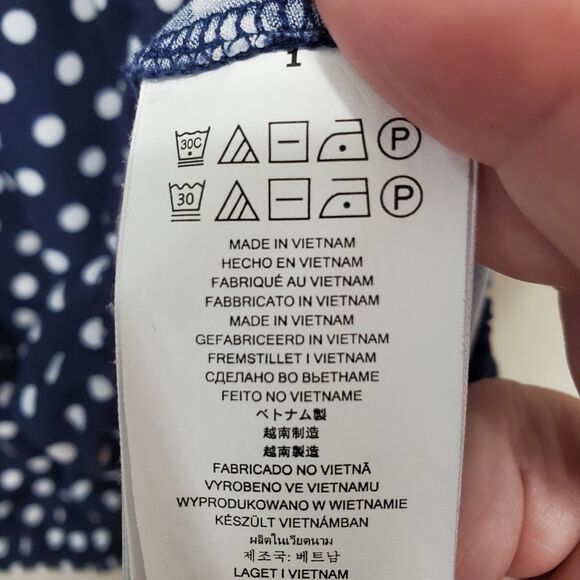 1
30C P
30 P
MADE IN VIETNAM
HECHO EN VIETNAM
FABRIQUÉ AU VIETNAM
FABBRICATO IN VIETNAM
MADE IN VIETNAM
GEFABRICEERD IN VIETNAM
FREMSTILLET I VIETNAM
СДЕЛАНО ВО ВЬЕТНАМЕ
FEITO NO VIETNAME
ベトナム製
越南制造
越南製造
FABRICADO NO VIETNÃ
VYROBENO VE VIETNAMU
WYPRODUKOWANO W WIETNAMIE
KÉSZÜLT VIETNÁMBAN
ผลิตในเวียดนาม
제조국: 베트남
LAGET I VIETNAM